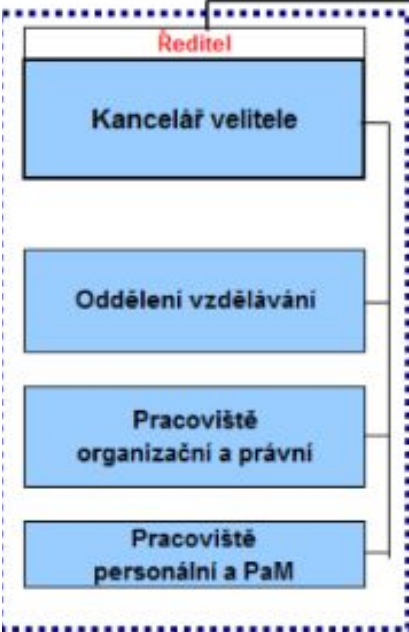 Ředitel
Kancelář velitele
Oddělení vzdělávání
Pracoviště
organizační a právní
Pracoviště
personální a PaM